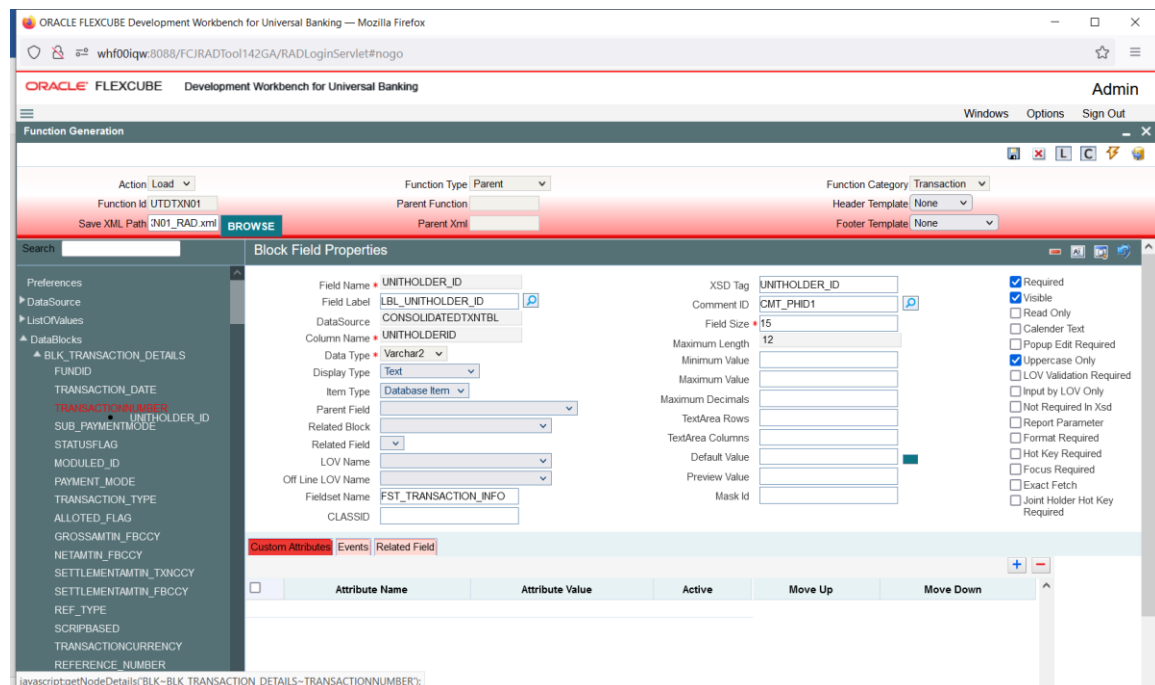 ORACLE FLEXCUBE Development Workbench for Universal Banking — Mozilla Firefox
whf00iqw:8088/FCJRADTool142GA/RADLoginServlet#nogo
ORACLE FLEXCUBE Development Workbench for Universal Banking Admin
Windows Options Sign Out
Function Generation
L C
Action Load Function Type Parent Function Category Transaction
Function Id UTDTXN01 Parent Function Header Template None
Save XML Path N01_RAD.xml BROWSE Parent Xml Footer Template None
Search
Block Field Properties
Preferences
DataSource
ListOfValues
DataBlocks
BLK_TRANSACTION_DETAILS
FUNDID
TRANSACTION_DATE
TRANSACTIONNUMBER
UNITHOLDER_ID
SUB_PAYMENTMODE
STATUSFLAG
MODULED_ID
PAYMENT_MODE
TRANSACTION_TYPE
ALLOTED_FLAG
GROSSAMTIN_FBCCY
NETAMTIN_FBCCY
SETTLEMENTAMTIN_TXNCCY
SETTLEMENTAMTIN_FBCCY
REF_TYPE
SCRIPBASED
TRANSACTIONCURRENCY
REFERENCE_NUMBER
Field Name * UNITHOLDER_ID
Field Label LBL_UNITHOLDER_ID
DataSource CONSOLIDATEDTXNTBL
Column Name * UNITHOLDERID
Data Type * Varchar2
Display Type Text
Item Type Database Item
Parent Field
Related Block
Related Field
LOV Name
Off Line LOV Name
Fieldset Name FST_TRANSACTION_INFO
CLASSID
XSD Tag UNITHOLDER_ID
Comment ID CMT_PHID1
Field Size * 15
Maximum Length 12
Minimum Value
Maximum Value
Maximum Decimals
TextArea Rows
TextArea Columns
Default Value
Preview Value
Mask Id
Required
Visible
Read Only
Calender Text
Popup Edit Required
Uppercase Only
LOV Validation Required
Input by LOV Only
Not Required In Xsd
Report Parameter
Format Required
Hot Key Required
Focus Required
Exact Fetch
Joint Holder Hot Key
Required
Custom Attributes Events Related Field
Attribute Name Attribute Value Active Move Up Move Down
javascript:getNodeDetails("BLK~BLK_TRANSACTION_DETAILS~TRANSACTIONNUMBER");